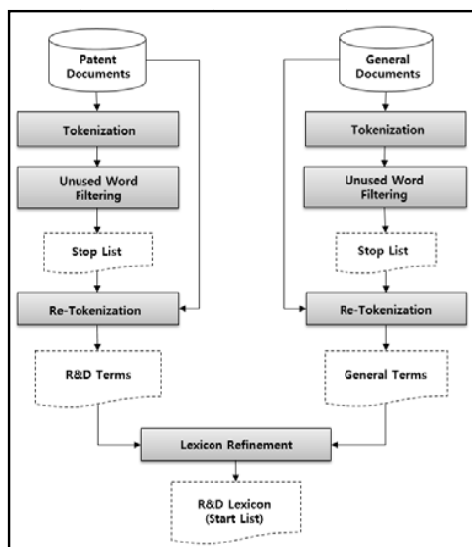 Patent
Documents
Tokenization
Unused Word
Filtering
Stop List
Re-Tokenization
R&D Terms
General
Documents
Tokenization
Unused Word
Filtering
Stop List
Re-Tokenization
General Terms
Lexicon Refinement
R&D Lexicon
(Start List)